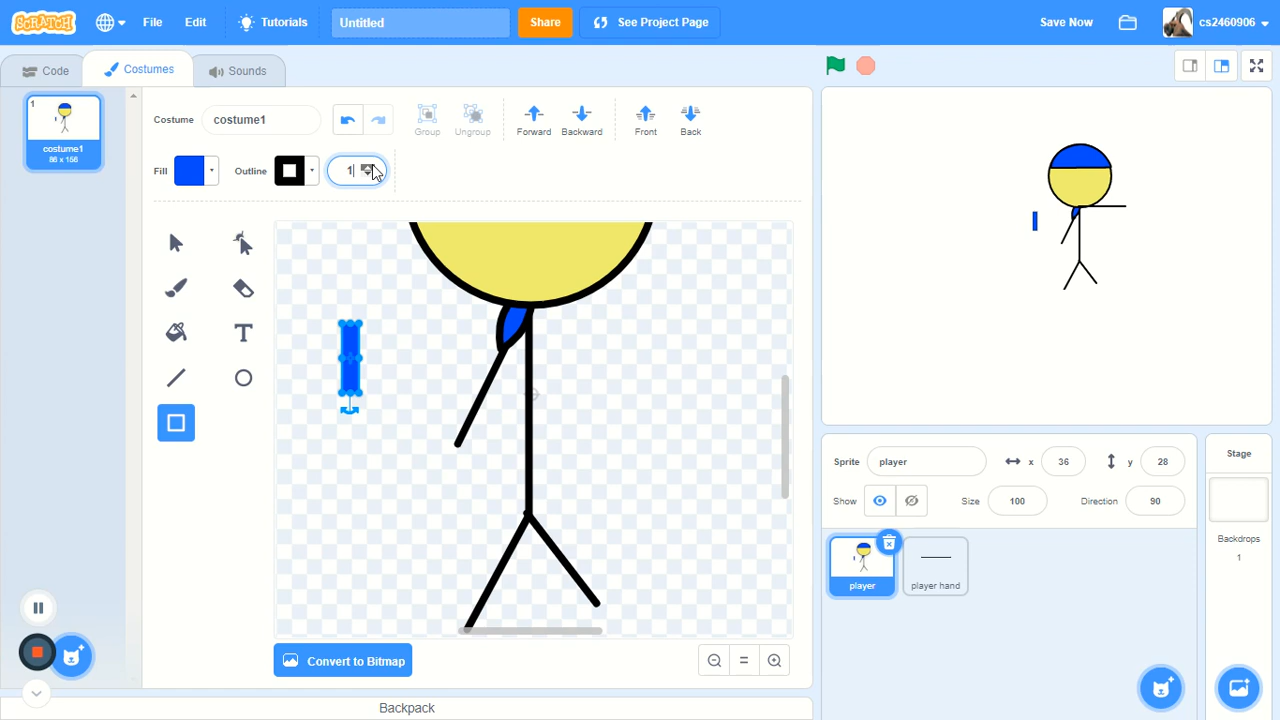 SCRATCH File Edit Tutorials Untitled Share See Project Page Save Now cs2460906
Code Costumes Sounds
1
costume1
86 x 156
Costume costume1 Group Ungroup Forward Backward Front Back
Fill Outline 1
T
Convert to Bitmap
Backpack
Sprite player x 36 y 28
Show Size 100 Direction 90
player
player hand
Stage
Backdrops
1